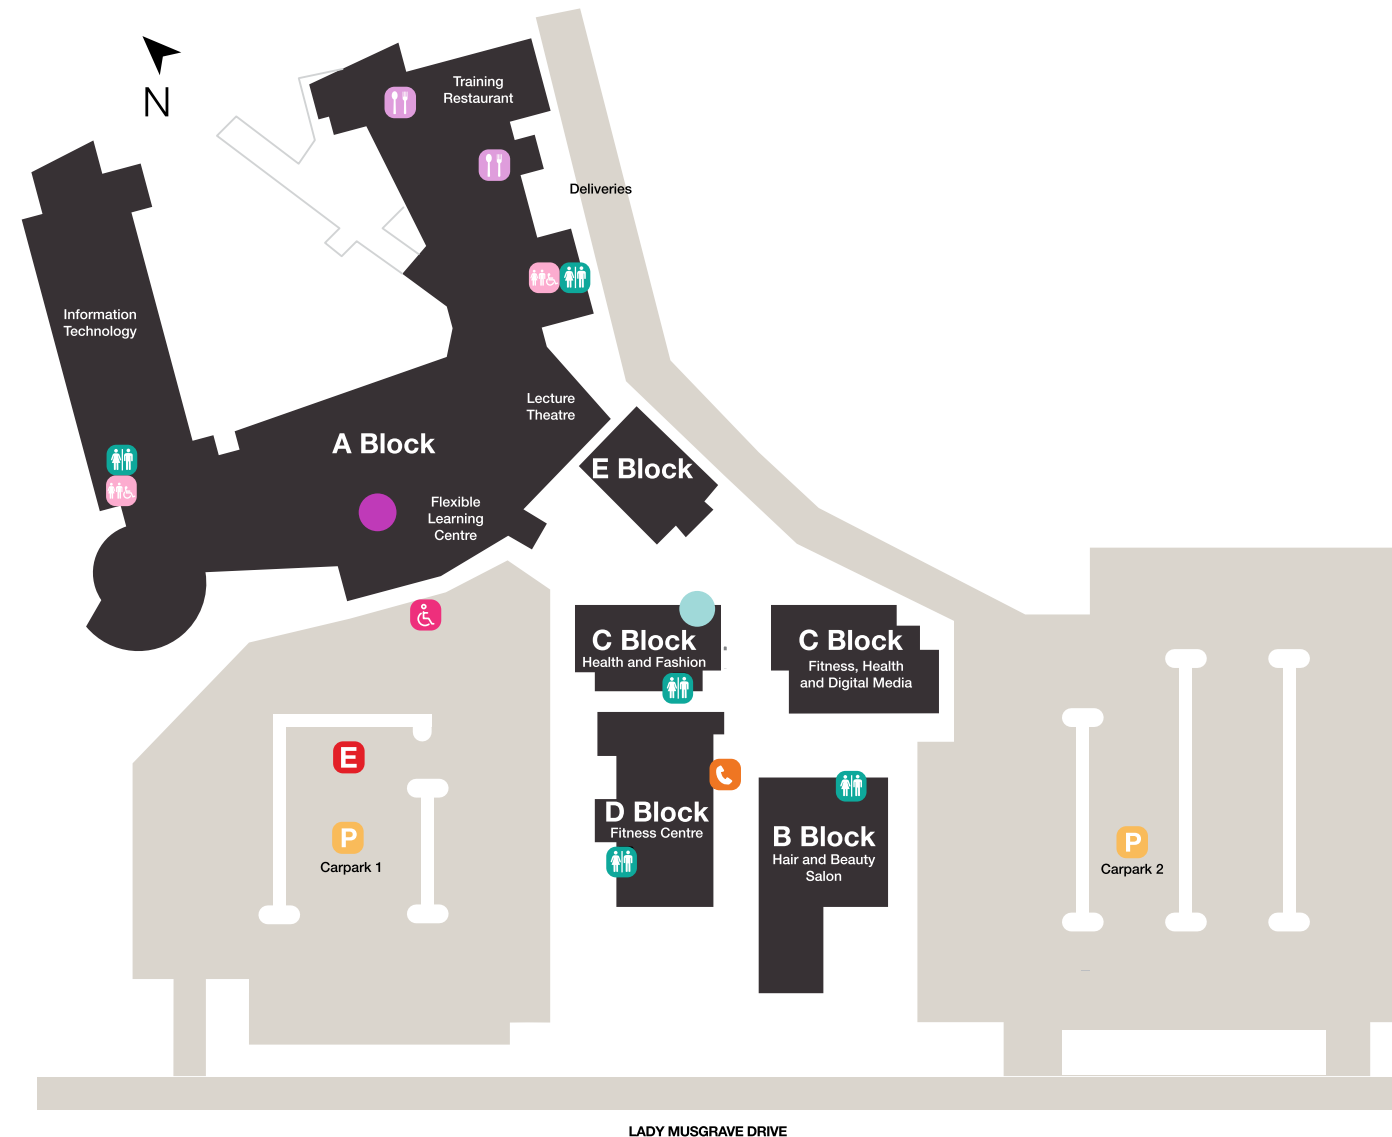 N
Training
Restaurant
Deliveries
Information
Technology
Lecture
Theatre
A Block
E Block
Flexible
Learning
Centre
C Block
Health and Fashion
C Block
Fitness, Health
and Digital Media
E
P
Carpark 1
D Block
Fitness Centre
B Block
Hair and Beauty
Salon
P
Carpark 2
LADY MUSGRAVE DRIVE